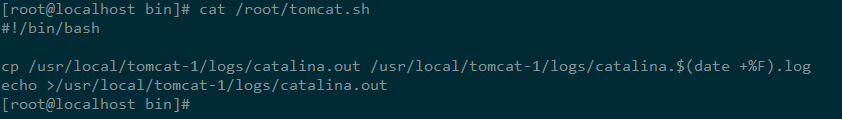 [root@localhost bin]# cat /root/tomcat.sh
#!/bin/bash

cp /usr/local/tomcat-1/logs/catalina.out /usr/local/tomcat-1/logs/catalina.$(date +%F).log
echo >/usr/local/tomcat-1/logs/catalina.out
[root@localhost bin]#